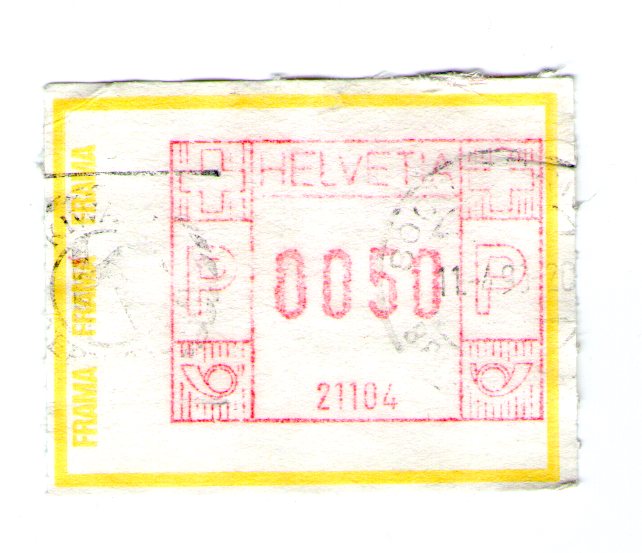 FRAMA FRAMA FRAMA
HELVETIA
P 0050 P
21104